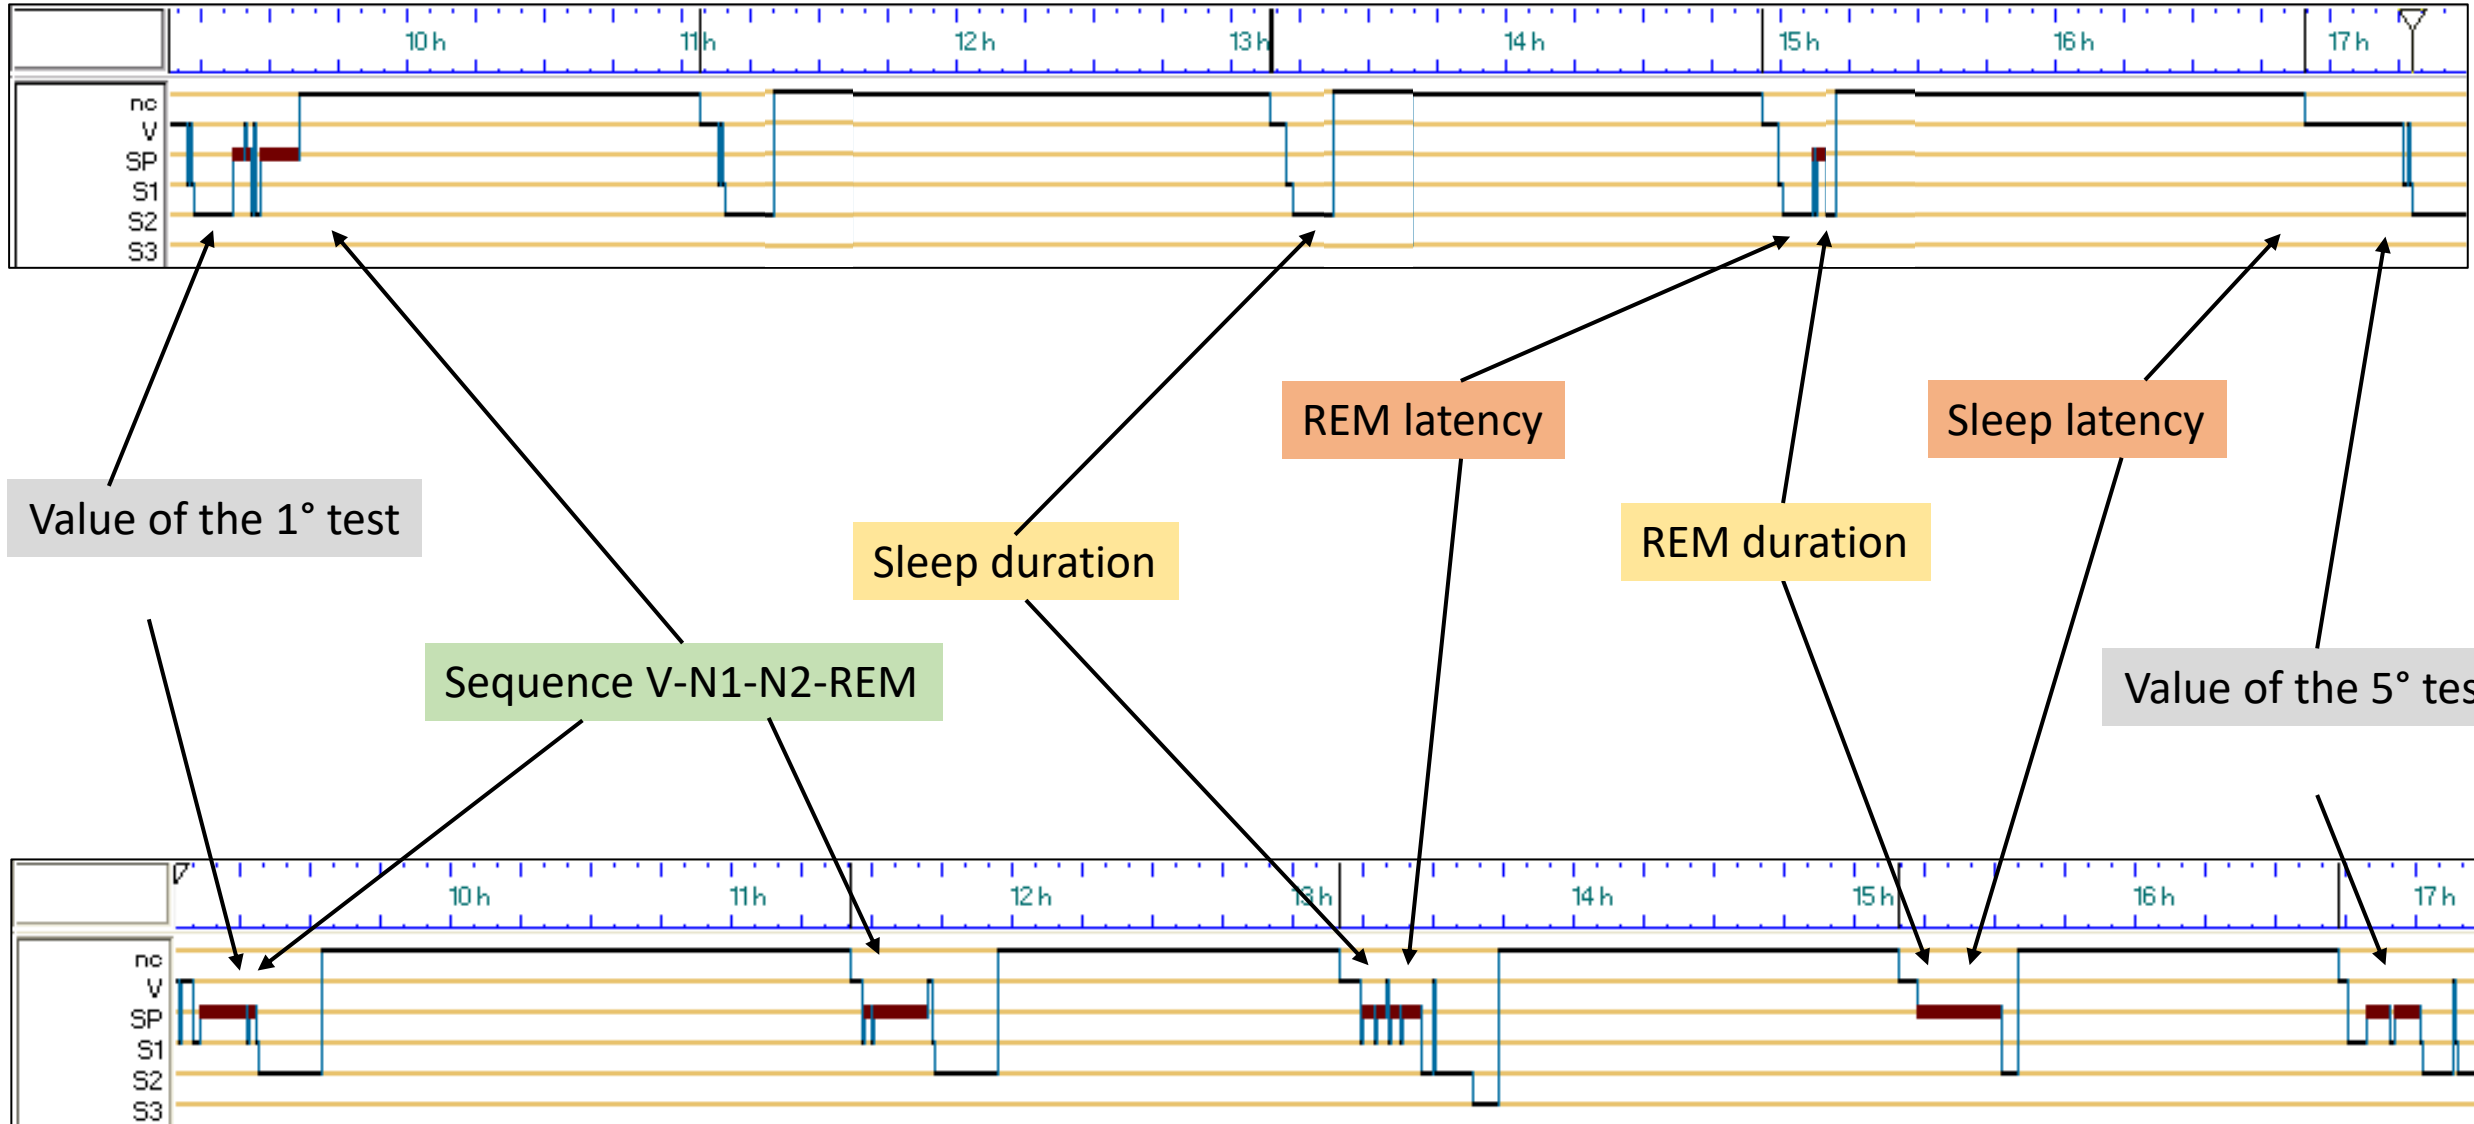 10 h 11 h 12 h 13 h 14 h 15 h 16 h 17 h
nc
V
SP
S1
S2
S3
REM latency
Sleep latency
Value of the 1° test
Sleep duration
REM duration
Sequence V-N1-N2-REM
Value of the 5° tes
10 h 11 h 12 h 13 h 14 h 15 h 16 h 17 h
nc
V
SP
S1
S2
S3